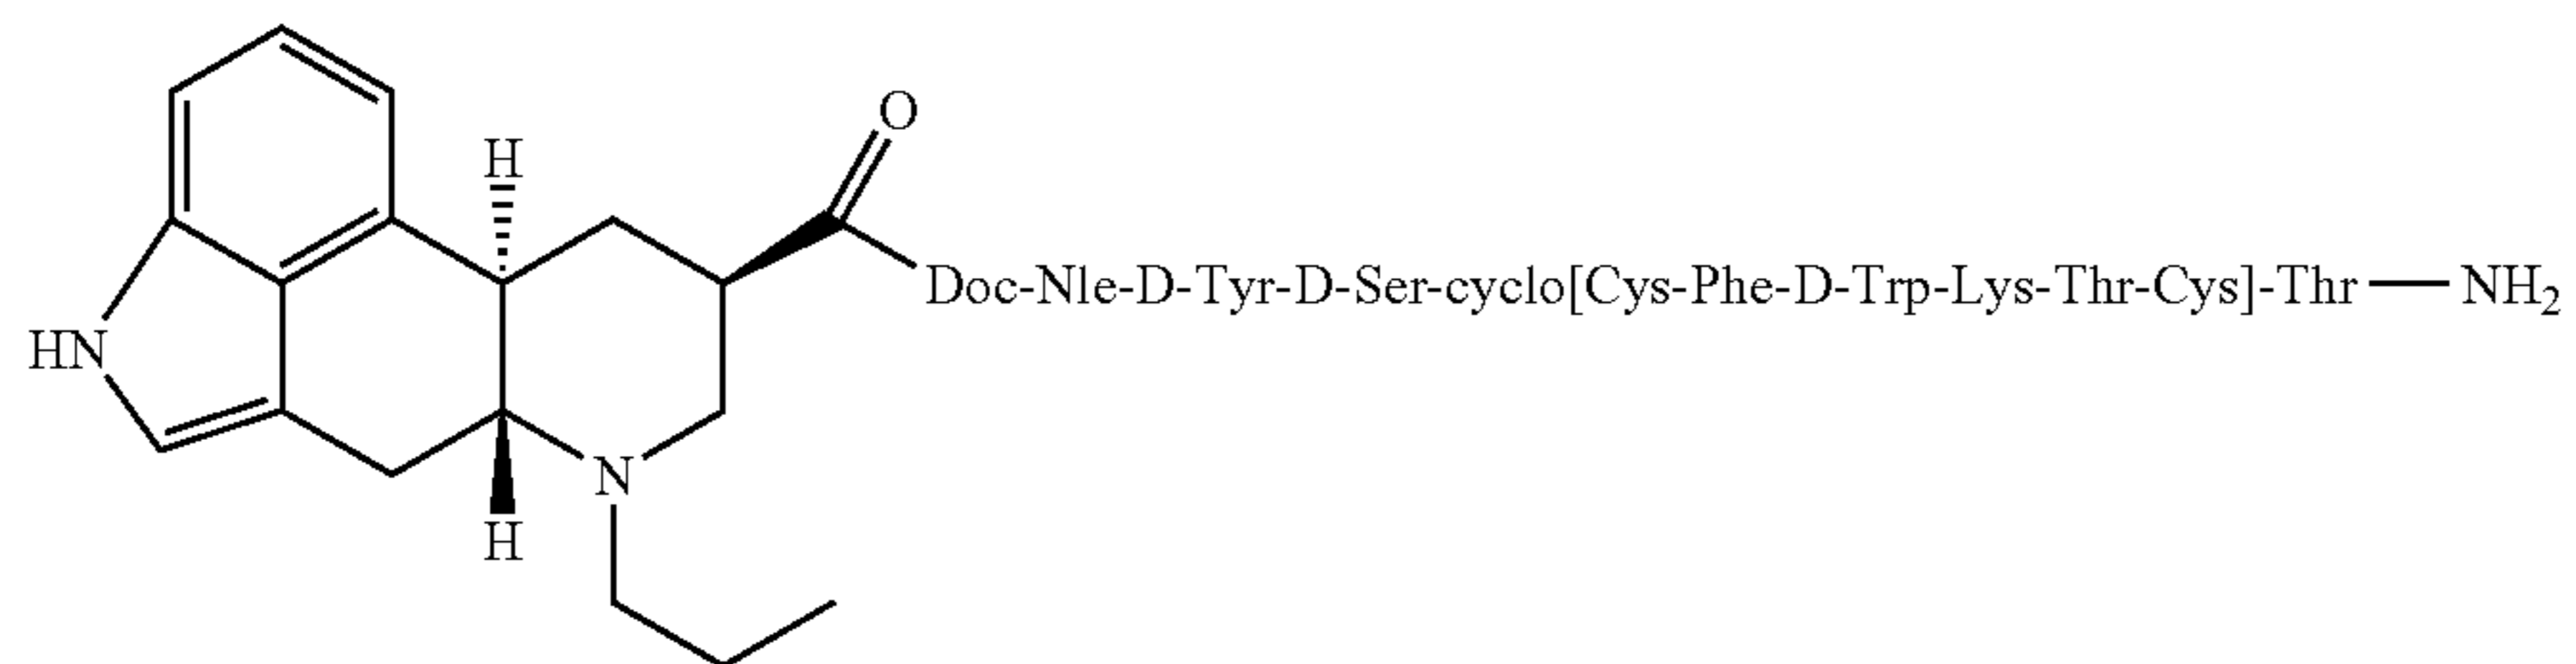 O
H
Doc-Nle-D-Tyr-D-Ser-cyclo[Cys-Phe-D-Trp-Lys-Thr-Cys]-Thr—NH₂
HN
N
H